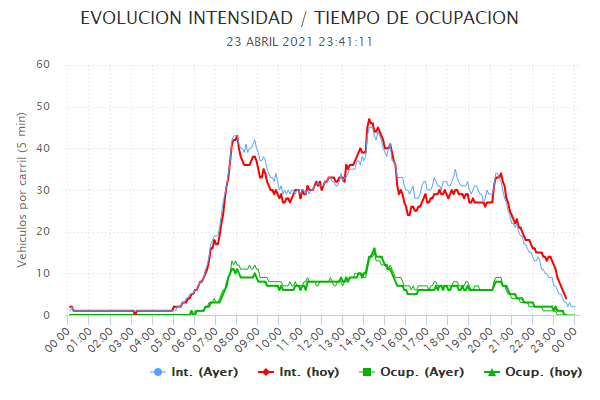 EVOLUCION INTENSIDAD / TIEMPO DE OCUPACION
23 ABRIL 2021 23:41:11
Vehiculos por carril (5 min)
60
50
40
30
20
10
0
00:00 01:00 02:00 03:00 04:00 05:00 06:00 07:00 08:00 09:00 10:00 11:00 12:00 13:00 14:00 15:00 16:00 17:00 18:00 19:00 20:00 21:00 22:00 23:00 00:00
Int. (Ayer) Int. (hoy) Ocup. (Ayer) Ocup. (hoy)